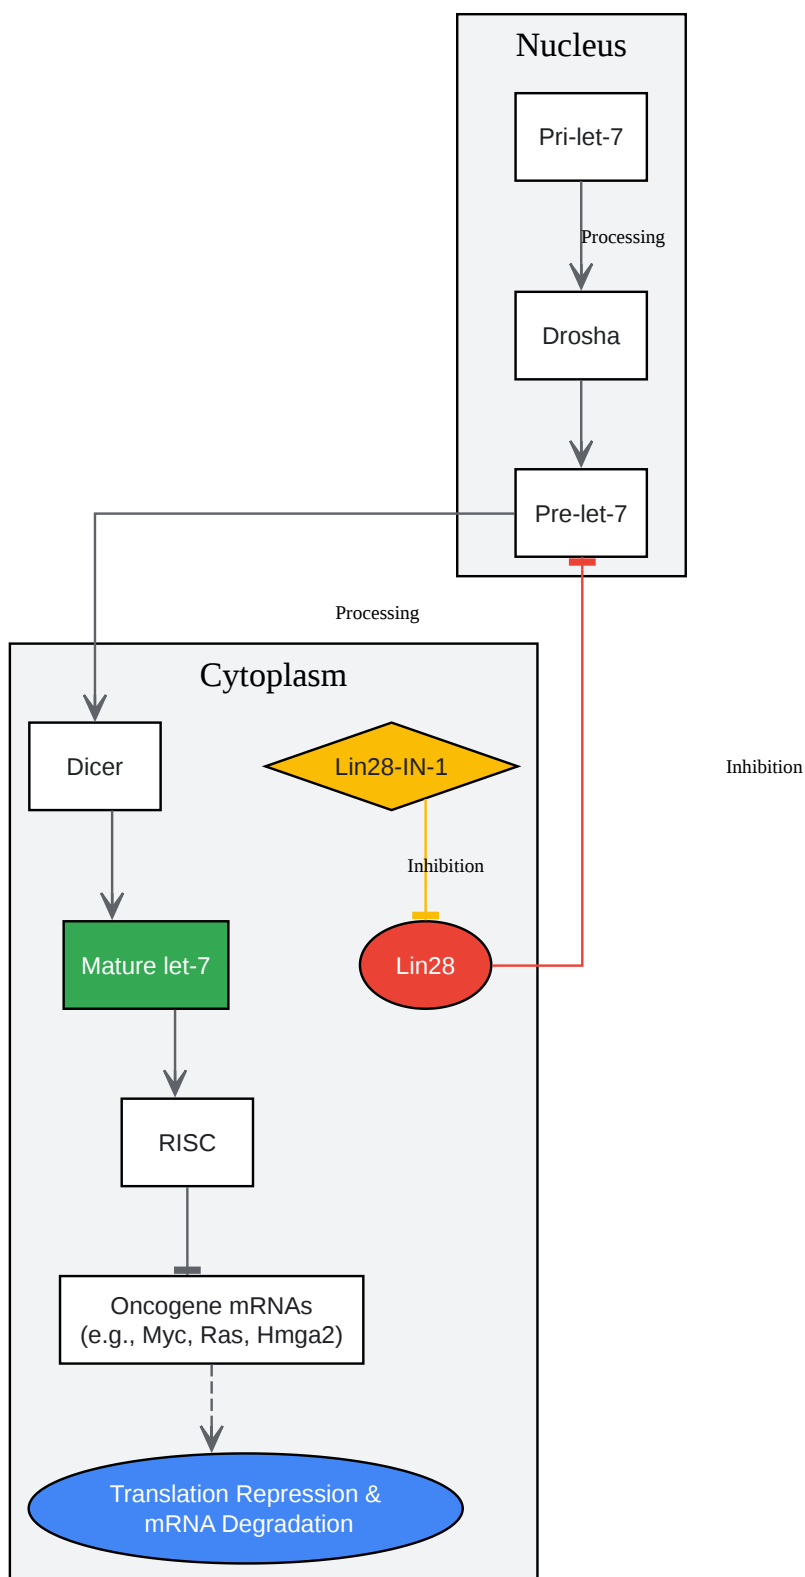 Nucleus
Pri-let-7
Processing
Drosha
Pre-let-7
Processing
Cytoplasm
Dicer
Lin28-IN-1
Inhibition
Inhibition
Mature let-7
Lin28
RISC
Oncogene mRNAs
(e.g., Myc, Ras, Hmga2)
Translation Repression &
mRNA Degradation